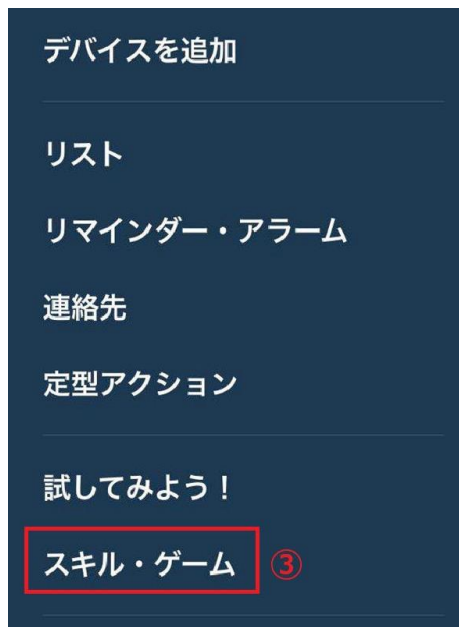 デバイスを追加
リスト
リマインダー・アラーム
連絡先
定型アクション
試してみよう！
スキル・ゲーム ③